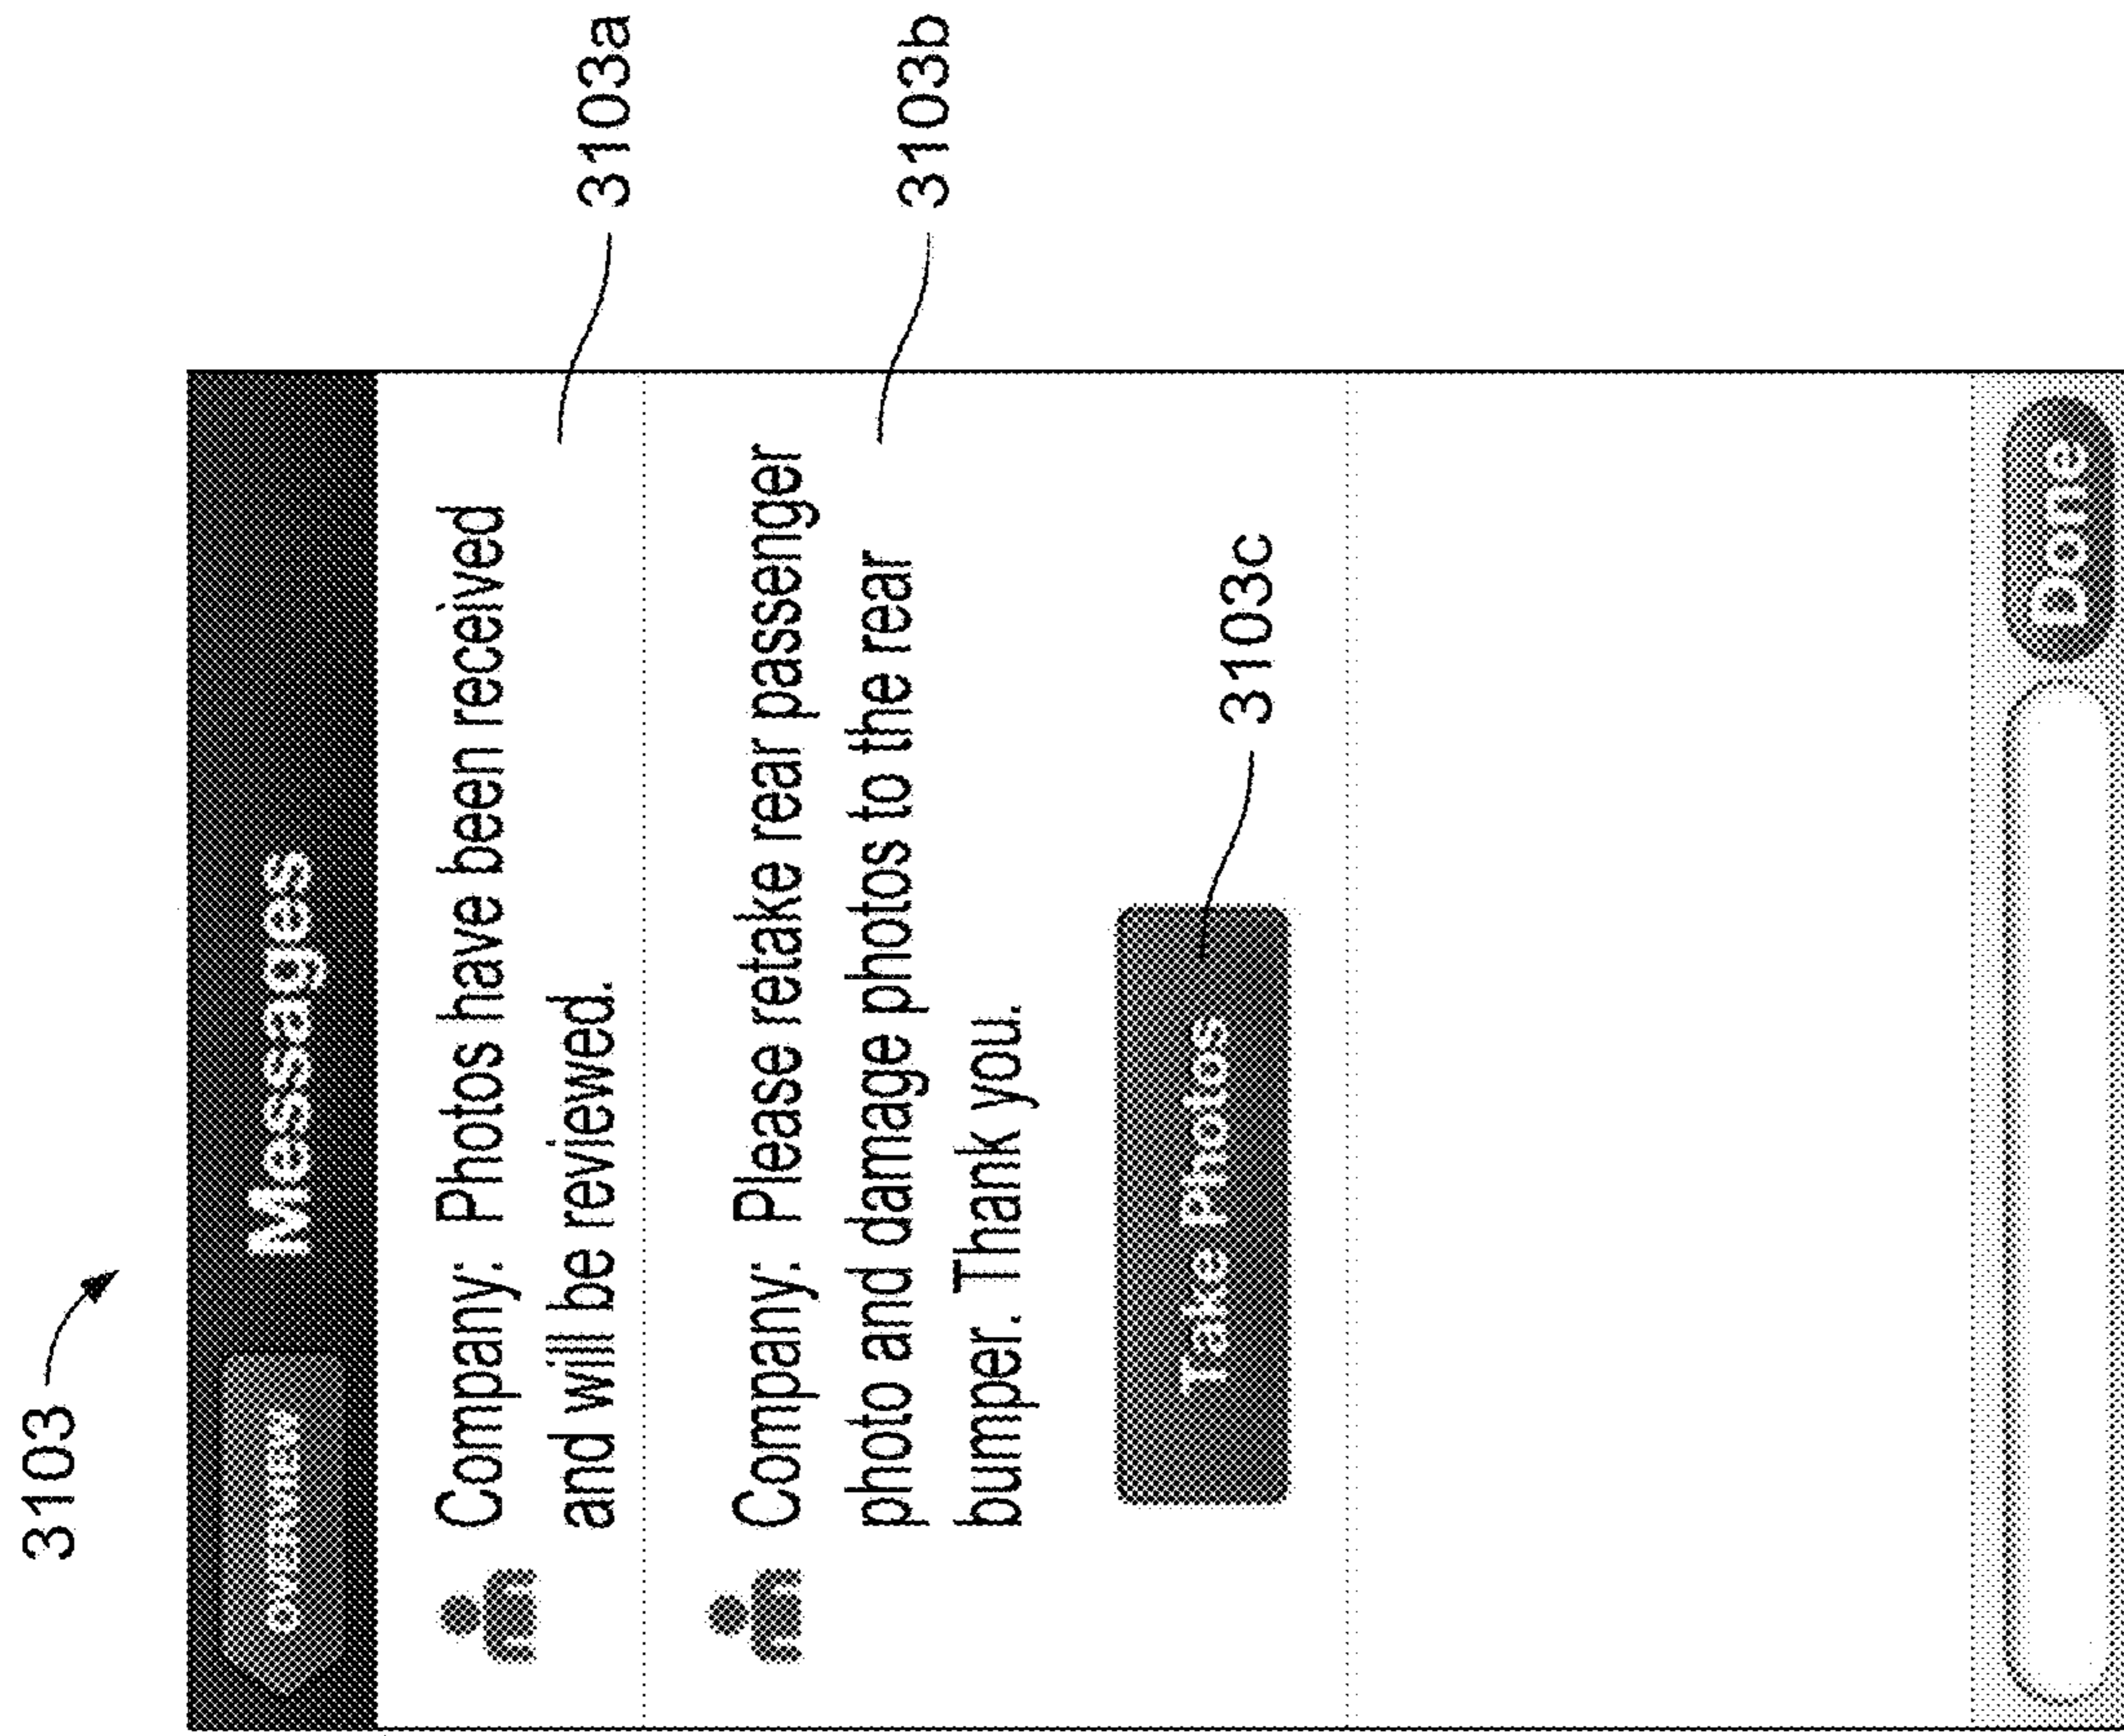 3103
overview
Messages
Company: Photos have been received
and will be reviewed.
3103a
Company: Please retake rear passenger
photo and damage photos to the rear
bumper. Thank you.
3103b
Take Photos
3103c
Done